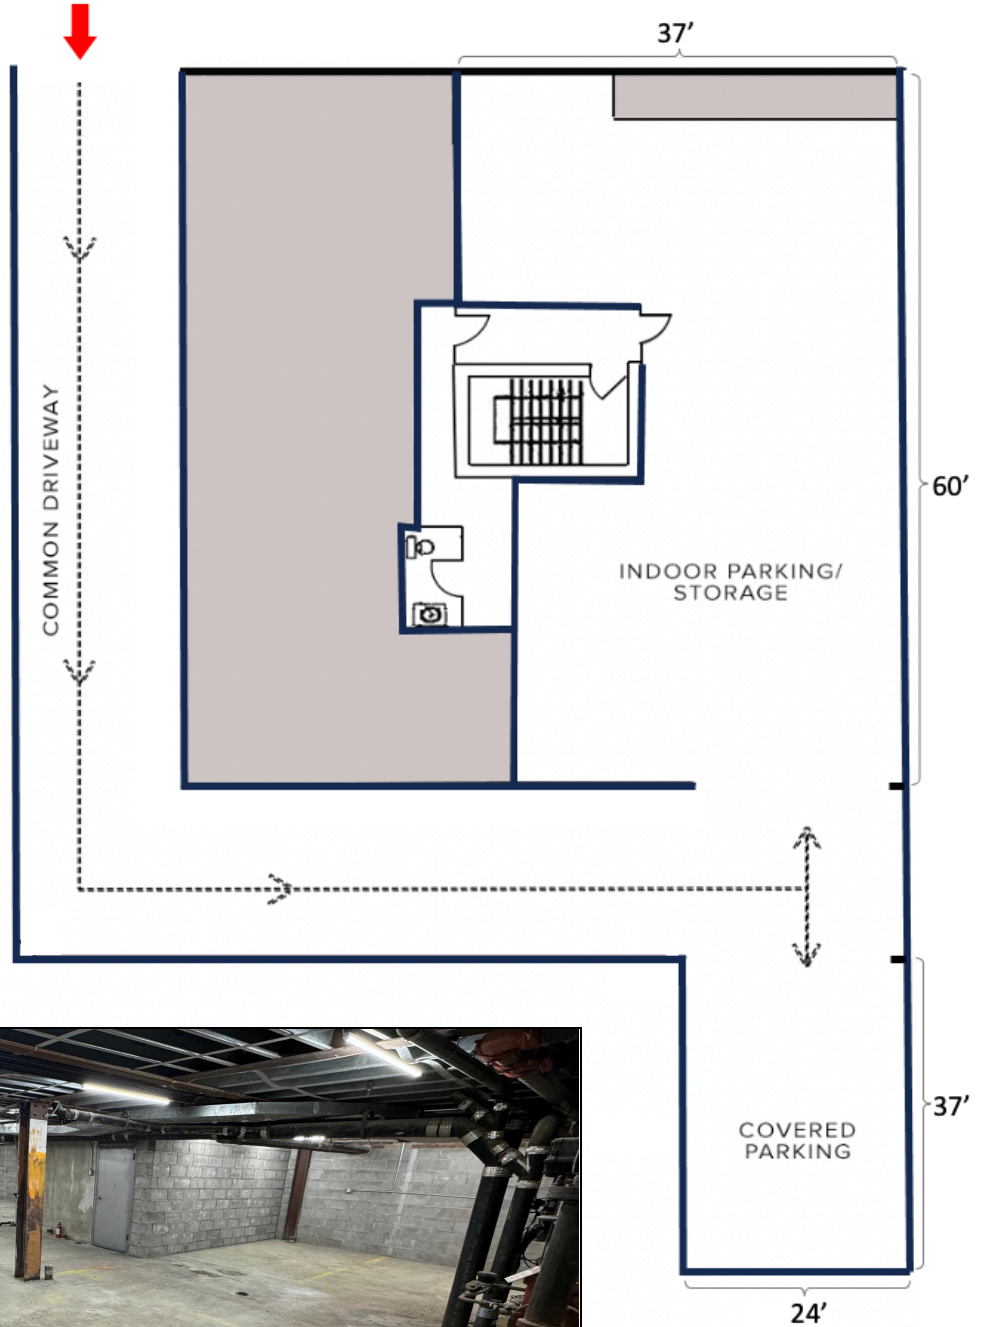 37’
COMMON DRIVEWAY
60’
INDOOR PARKING/
STORAGE
37’
COVERED
PARKING
24’